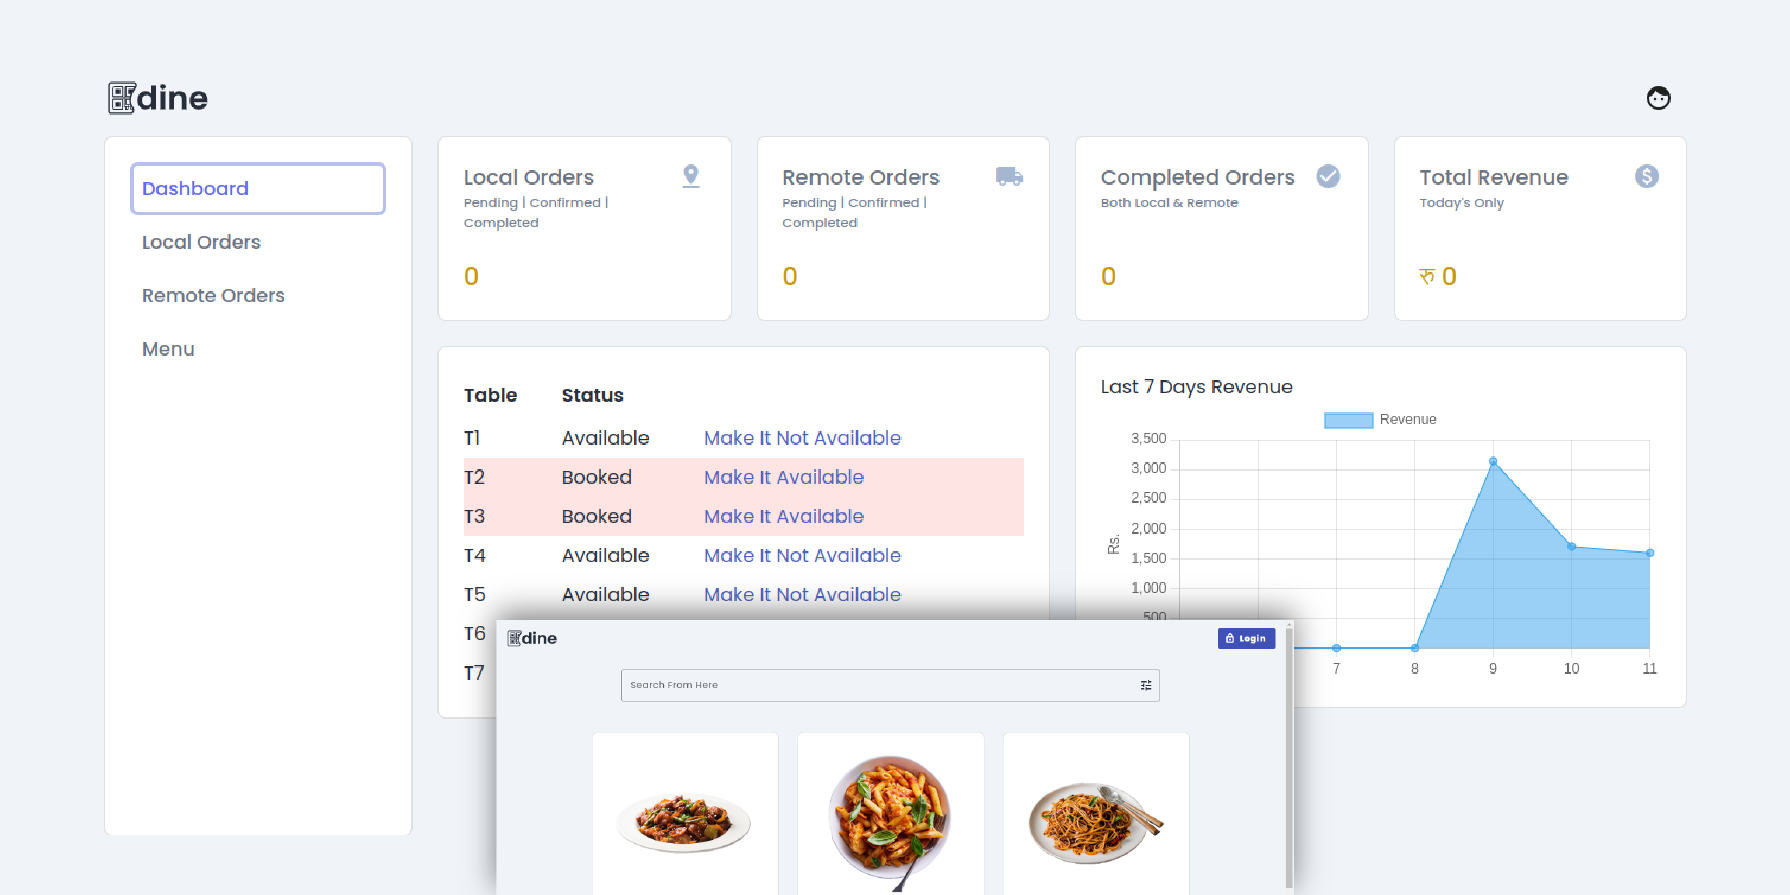 dine
Dashboard
Local Orders
Remote Orders
Menu
Local Orders
Pending | Confirmed |
Completed
0
Remote Orders
Pending | Confirmed |
Completed
0
Completed Orders
Both Local & Remote
0
Total Revenue
Today's Only
रु 0
Table Status
T1 Available Make It Not Available
T2 Booked Make It Available
T3 Booked Make It Available
T4 Available Make It Not Available
T5 Available Make It Not Available
T6
T7
Last 7 Days Revenue
Revenue
3,500
3,000
2,500
2,000
1,500
1,000
500
Rs.
7 8 9 10 11
dine
Login
Search From Here